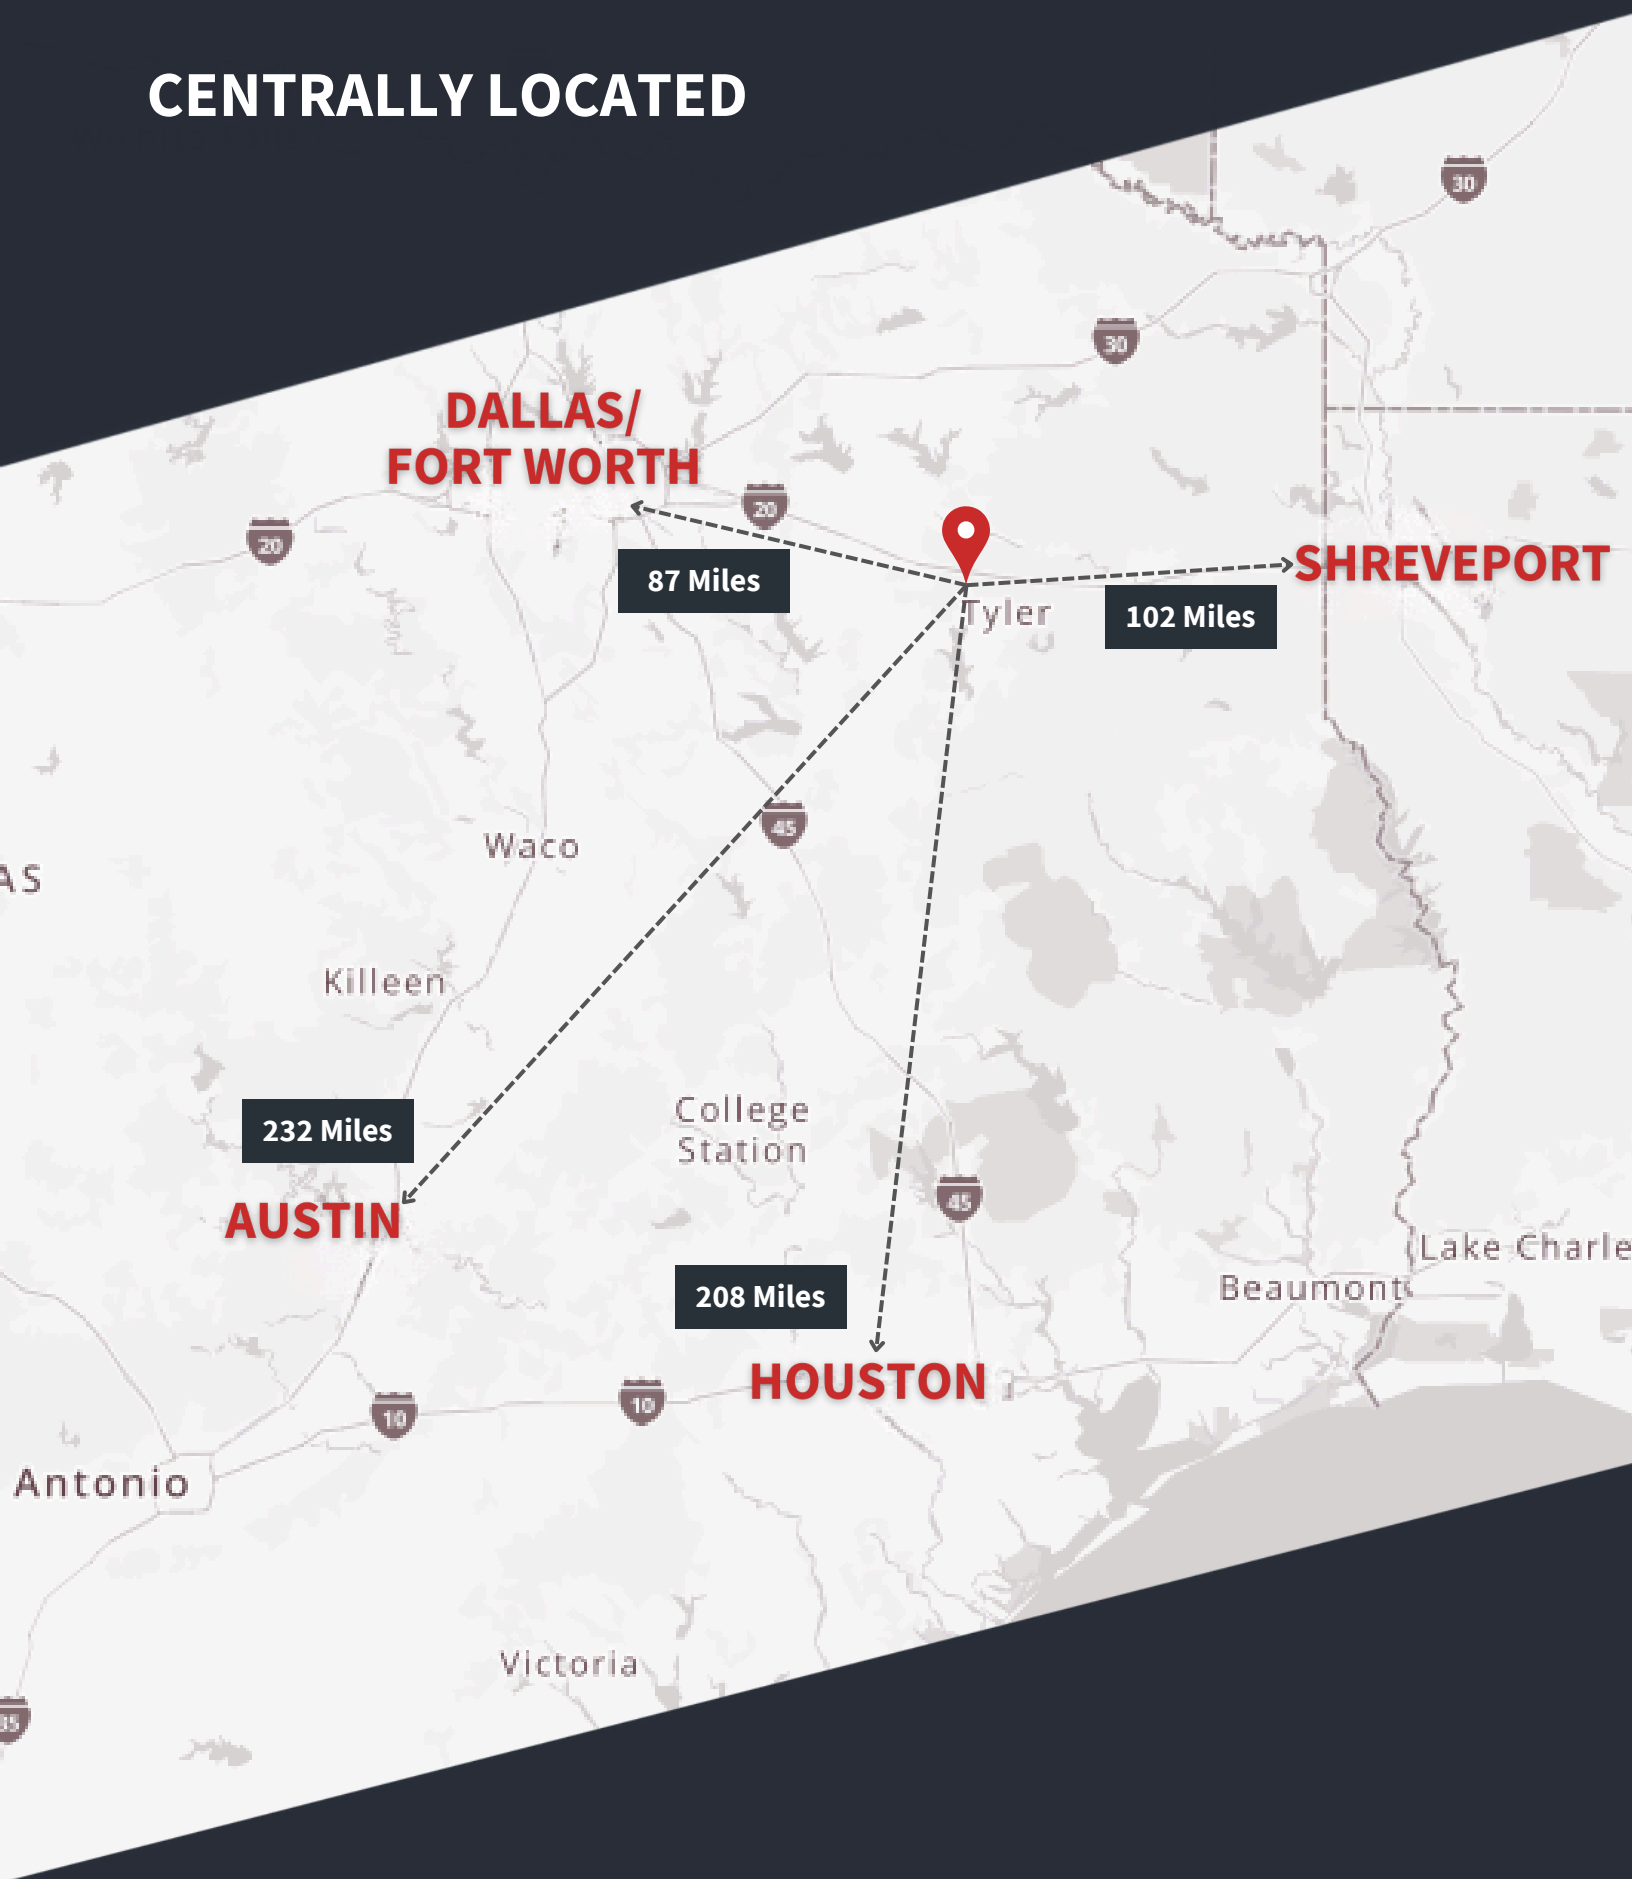 CENTRALLY LOCATED
30
30
DALLAS/
FORT WORTH
20
20
SHREVEPORT
87 Miles
Tyler
102 Miles
45
Waco
AS
Killeen
College
Station
232 Miles
45
AUSTIN
Lake Charle
Beaumont
208 Miles
HOUSTON
10
10
Antonio
Victoria
35